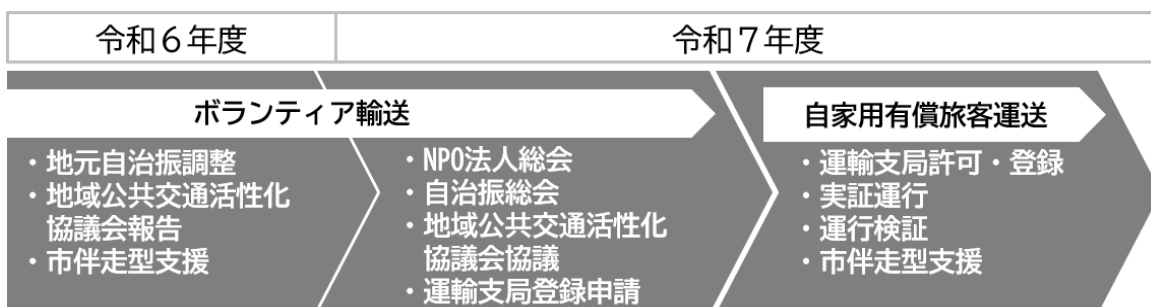 令和６年度
令和７年度
ボランティア輸送
自家用有償旅客運送
・地元自治振調整
・地域公共交通活性化
協議会報告
・市伴走型支援
・NPO法人総会
・自治振総会
・地域公共交通活性化
協議会協議
・運輸支局登録申請
・運輸支局許可・登録
・実証運行
・運行検証
・市伴走型支援